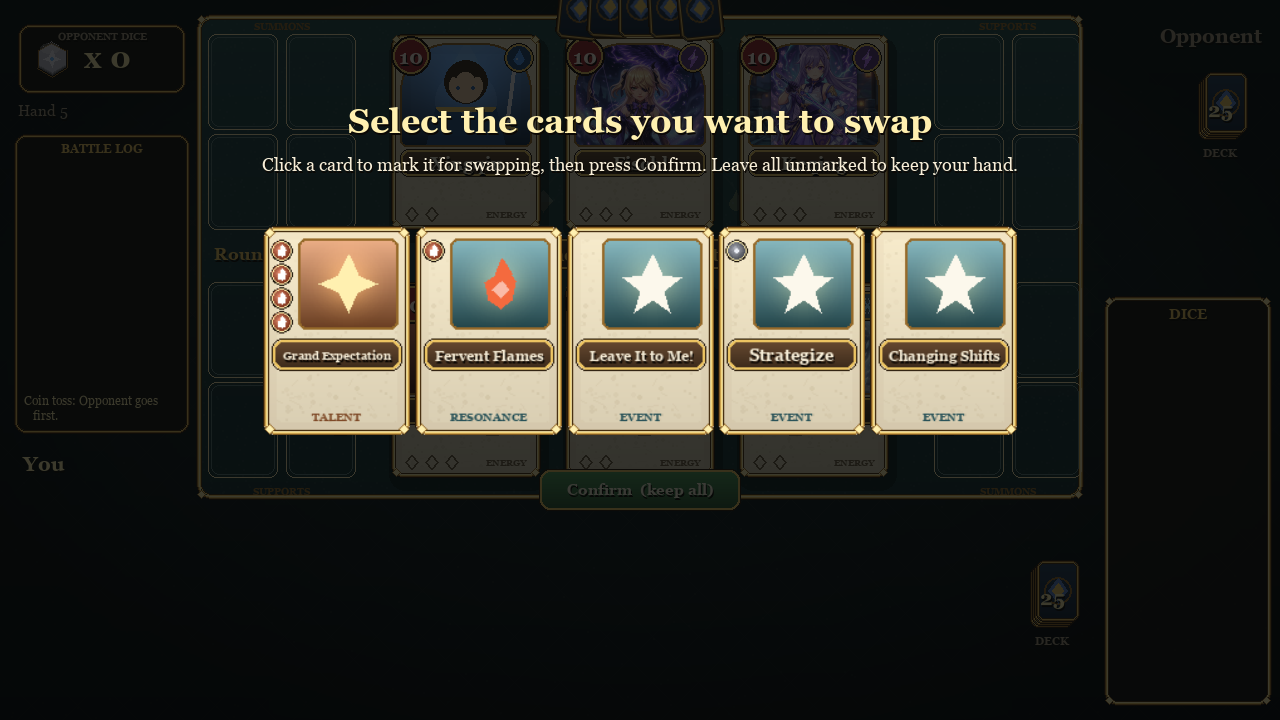 SUMMONS
SUPPORTS
OPPONENT DICE
X 0
Hand 5
10
10
10
Opponent
25
DECK
BATTLE LOG
Select the cards you want to swap
Click a card to mark it for swapping, then press Confirm. Leave all unmarked to keep your hand.
ENERGY
ENERGY
ENERGY
Grand Expectation
Fervent Flames
Leave It to Me!
Strategize
Changing Shifts
TALENT
RESONANCE
EVENT
EVENT
EVENT
DICE
Coin toss: Opponent goes
first.
You
ENERGY
ENERGY
ENERGY
SUPPORTS
SUMMONS
Confirm (keep all)
25
DECK